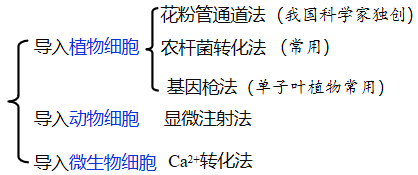 花粉管通道法（我国科学家独创）
导入植物细胞 农杆菌转化法（常用）
基因枪法（单子叶植物常用）
导入动物细胞 显微注射法
导入微生物细胞 Ca²⁺转化法